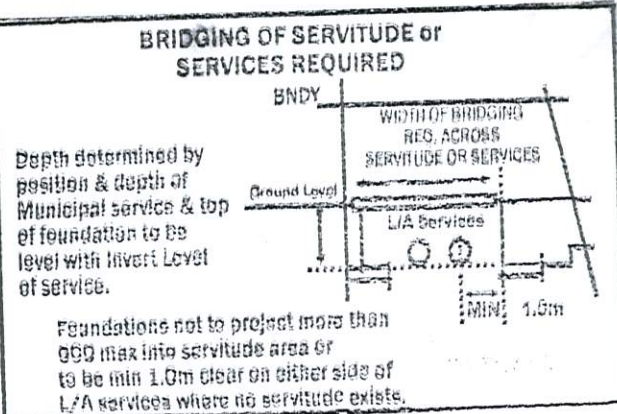 BRIDGING OF SERVITUDE or
SERVICES REQUIRED
BNDY
WIDTH OF BRIDGING
REQ. ACROSS
SERVITUDE OR SERVICES
Depth determined by
position & depth of
Municipal service & top
of foundation to be
level with Invert Level
of service.
Ground Level
L/A Services
MIN
Foundations not to project more than
max into servitude area or
to be min 1.0m clear on either side of
L/A services where no servitude exists.